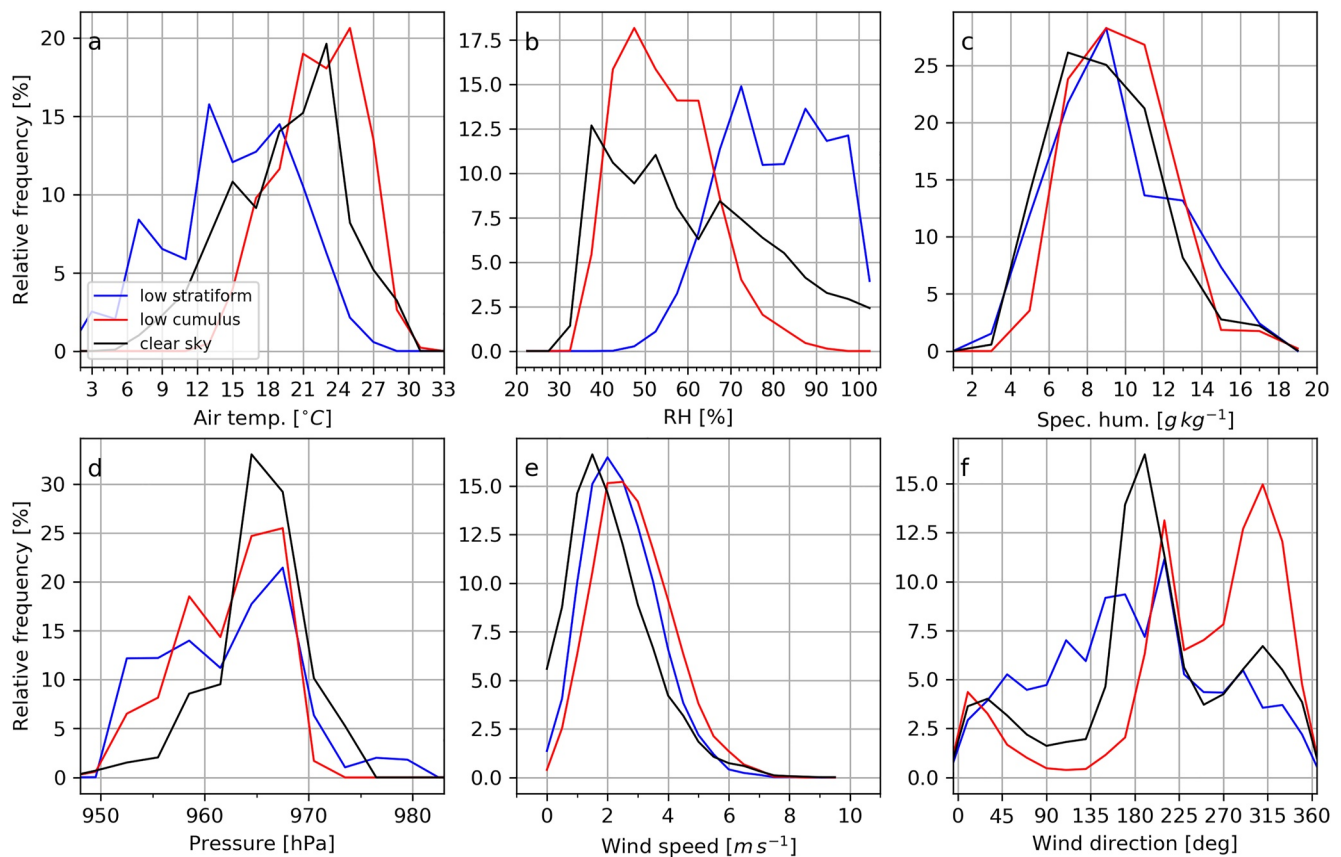 a
20
15
10
5
0
Relative frequency [%]
low stratiform
low cumulus
clear sky
3 6 9 12 15 18 21 24 27 30 33
Air temp. [°C]
b
17.5
15.0
12.5
10.0
7.5
5.0
2.5
0.0
20 30 40 50 60 70 80 90 100
RH [%]
c
25
20
15
10
5
0
2 4 6 8 10 12 14 16 18 20
Spec. hum. [g kg⁻¹]
d
30
25
20
15
10
5
0
Relative frequency [%]
950 960 970 980
Pressure [hPa]
e
15.0
12.5
10.0
7.5
5.0
2.5
0.0
0 2 4 6 8 10
Wind speed [m s⁻¹]
f
15.0
12.5
10.0
7.5
5.0
2.5
0.0
0 45 90 135 180 225 270 315 360
Wind direction [deg]